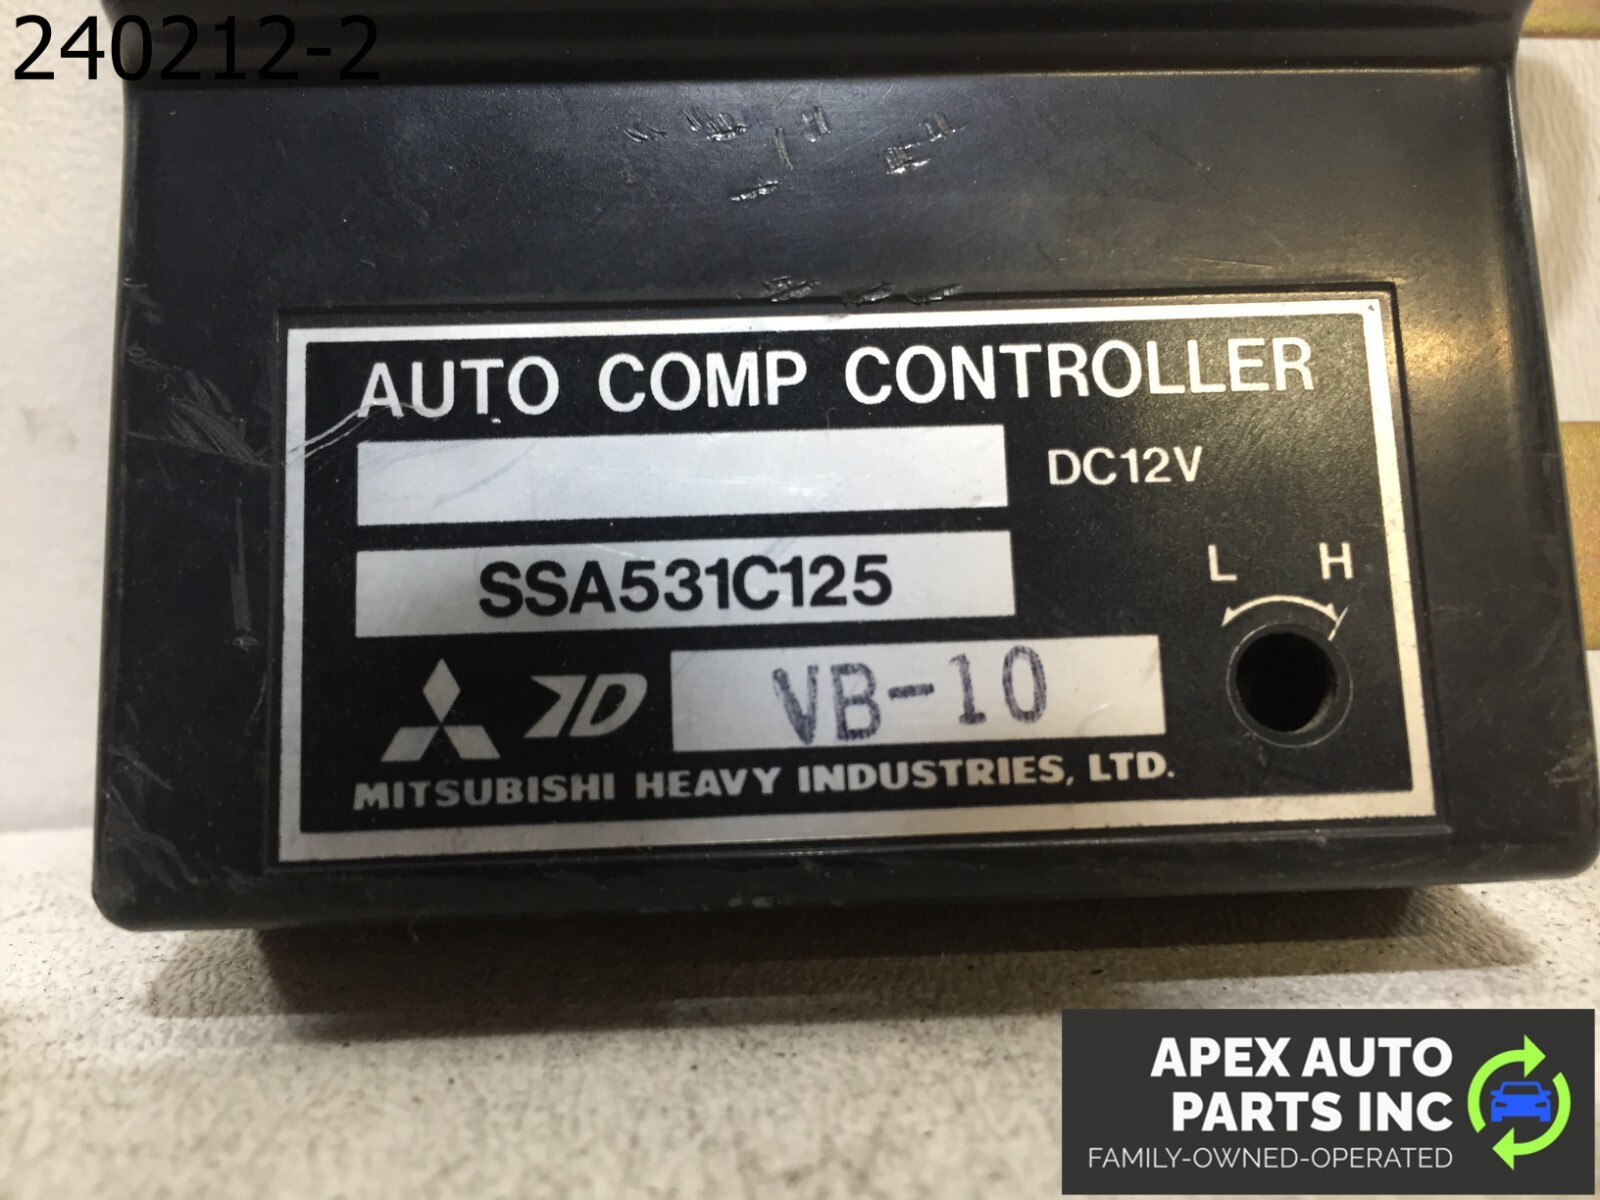 240212-2
AUTO COMP CONTROLLER
DC12V
SSA531C125
L H
VB-10
MITSUBISHI HEAVY INDUSTRIES, LTD.
APEX AUTO
PARTS INC
FAMILY-OWNED-OPERATED